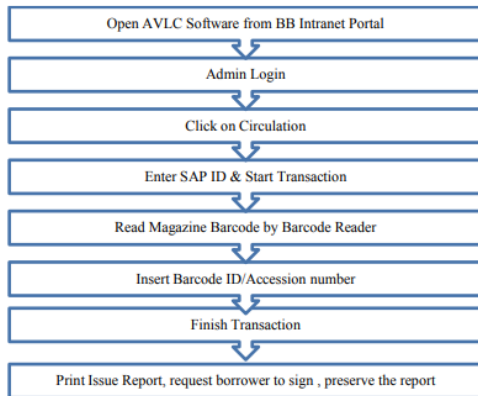 Open AVLC Software from BB Intranet Portal
Admin Login
Click on Circulation
Enter SAP ID & Start Transaction
Read Magazine Barcode by Barcode Reader
Insert Barcode ID/Accession number
Finish Transaction
Print Issue Report, request borrower to sign , preserve the report